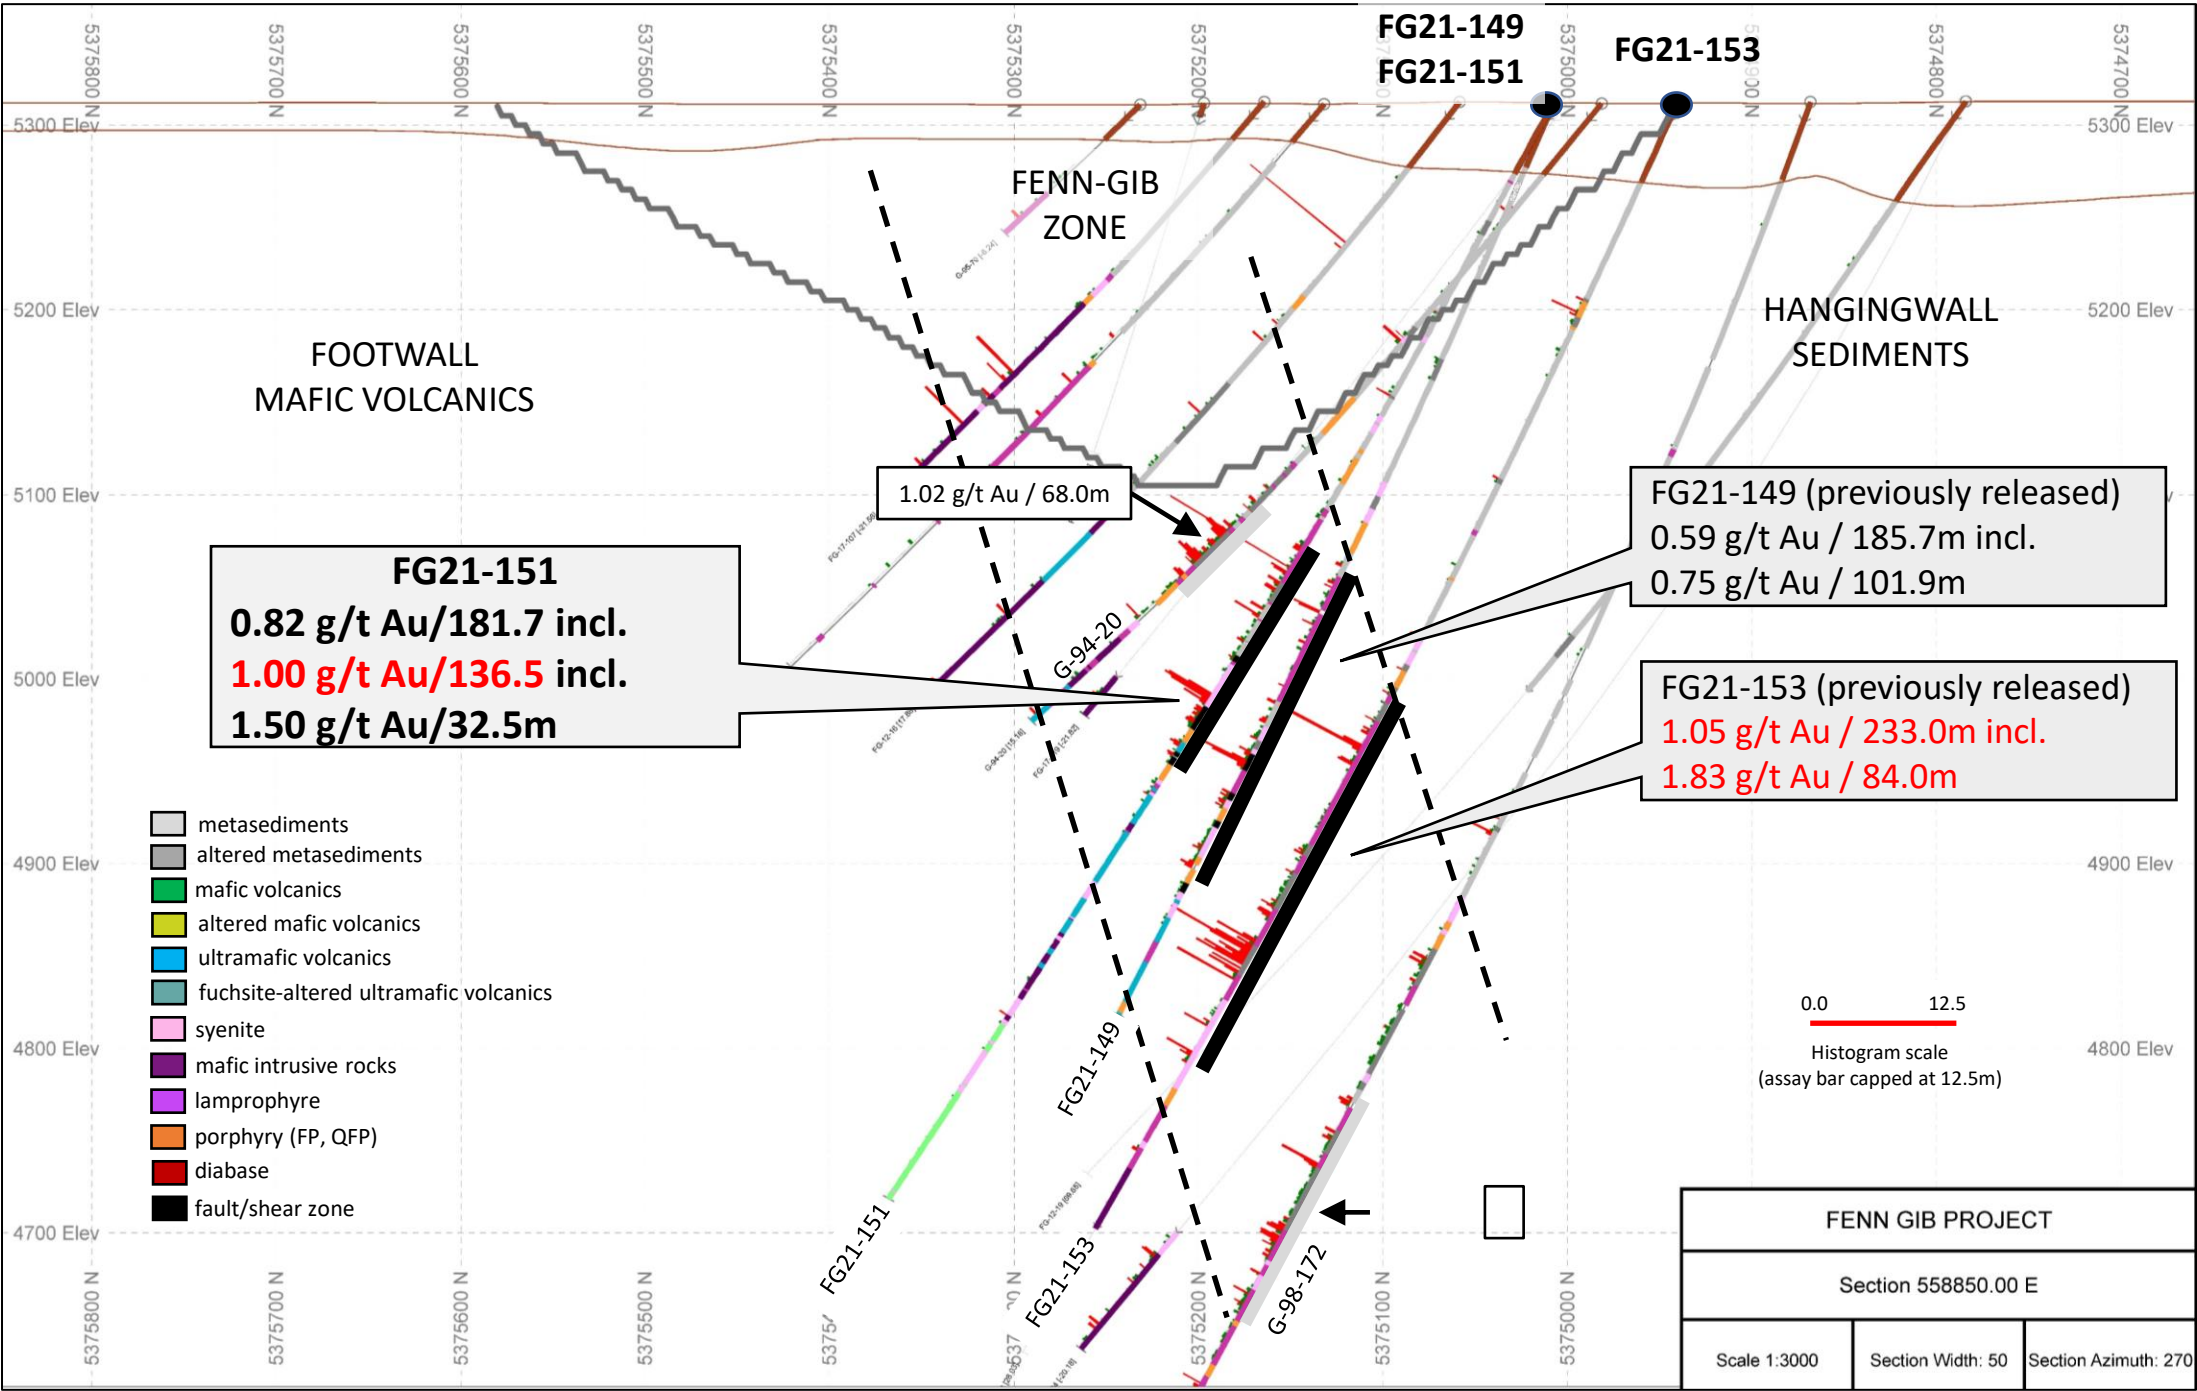 5375800 N
5375700 N
5375600 N
5375500 N
5375400 N
5375300 N
5375200 N
FG21-149
FG21-151
FG21-153
5375000 N
5374800 N
5374700 N
5300 Elev
5300 Elev
FENN-GIB
ZONE
5200 Elev
5200 Elev
HANGINGWALL
SEDIMENTS
FOOTWALL
MAFIC VOLCANICS
5100 Elev
1.02 g/t Au / 68.0m
FG21-149 (previously released)
0.59 g/t Au / 185.7m incl.
0.75 g/t Au / 101.9m
FG21-151
0.82 g/t Au/181.7 incl.
1.00 g/t Au/136.5 incl.
1.50 g/t Au/32.5m
G-94-20
5000 Elev
FG21-153 (previously released)
1.05 g/t Au / 233.0m incl.
1.83 g/t Au / 84.0m
metasediments
altered metasediments
mafic volcanics
altered mafic volcanics
ultramafic volcanics
fuchsite-altered ultramafic volcanics
syenite
mafic intrusive rocks
lamprophyre
porphyry (FP, QFP)
diabase
fault/shear zone
4900 Elev
4900 Elev
4800 Elev
4800 Elev
4700 Elev
0.0 12.5
Histogram scale
(assay bar capped at 12.5m)
FG21-149
FG21-151
FG21-153
G-98-172
5375800 N
5375700 N
5375600 N
5375500 N
5375200 N
5375100 N
5375000 N
FENN GIB PROJECT
Section 558850.00 E
Scale 1:3000
Section Width: 50
Section Azimuth: 270